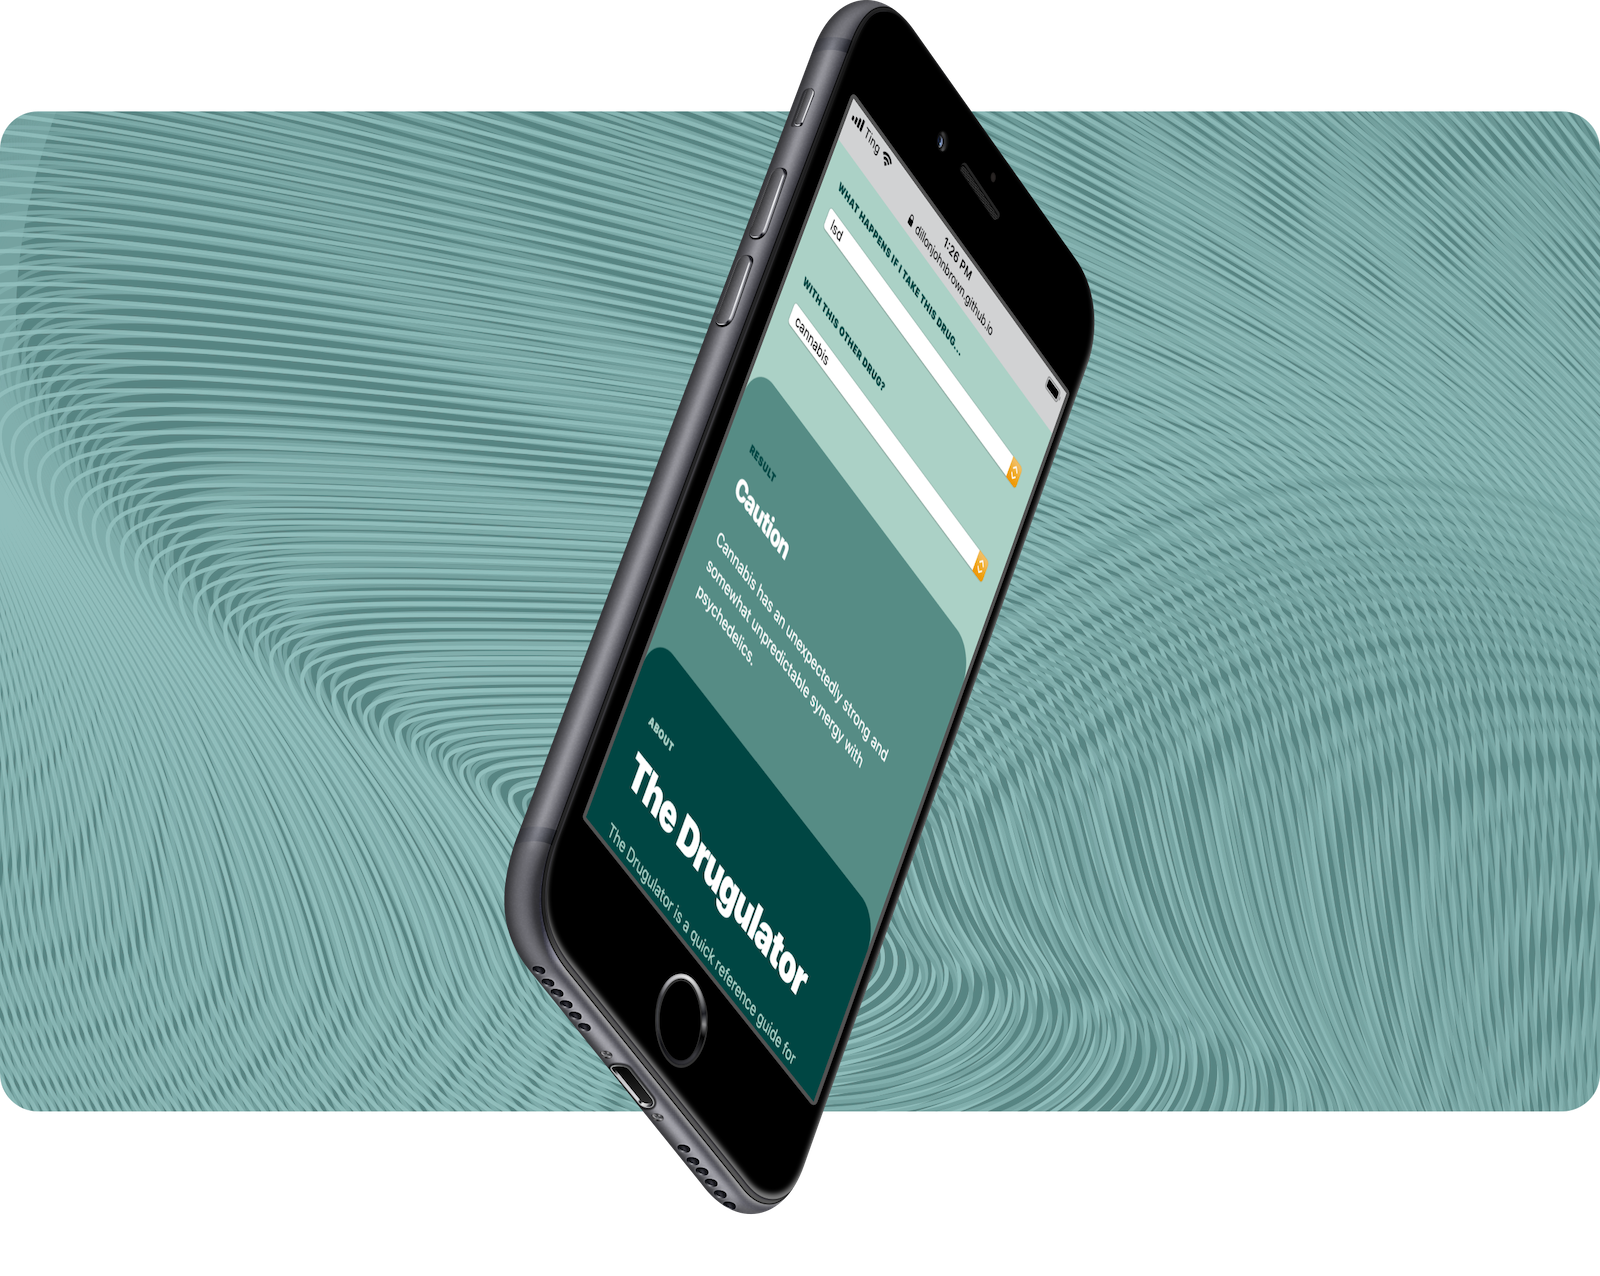 Ting
1:26 PM
dillonjohnbrown.github.io
WHAT HAPPENS IF I TAKE THIS DRUG...
lsd
WITH THIS OTHER DRUG?
cannabis
RESULT
Caution
Cannabis has an unexpectedly strong and
somewhat unpredictable synergy with
psychedelics.
ABOUT
The Drugulator
The Drugulator is a quick reference guide for